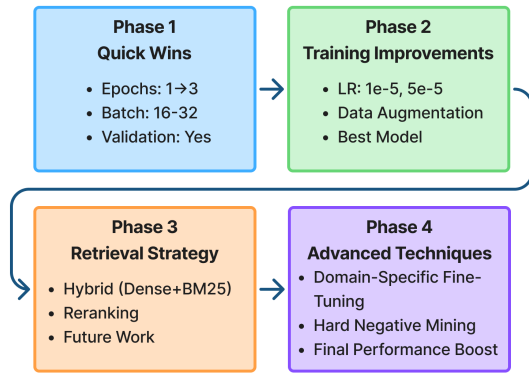 Phase 1
Quick Wins
• Epochs: 1→3
• Batch: 16-32
• Validation: Yes
Phase 2
Training Improvements
• LR: 1e-5, 5e-5
• Data Augmentation
• Best Model
Phase 3
Retrieval Strategy
• Hybrid (Dense+BM25)
• Reranking
• Future Work
Phase 4
Advanced Techniques
• Domain-Specific Fine-
Tuning
• Hard Negative Mining
• Final Performance Boost